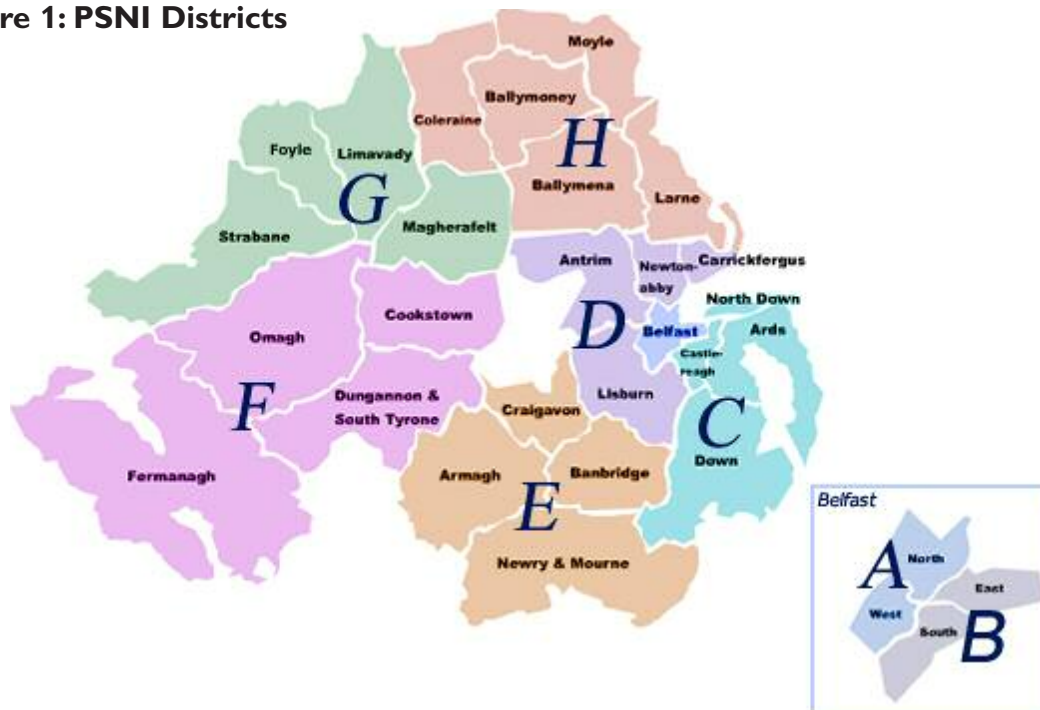 re 1: PSNI Districts
Moyle
Ballymoney
Coleraine
H
Foyle
Limavady
Ballymena
G
Larne
Magherafelt
Strabane
Antrim
Newton-
abby
Carrickfergus
North Down
Cookstown
D
Belfast
Ards
Omagh
Castle-
reagh
Dungannon &
South Tyrone
F
Lisburn
Craigavon
C
Down
Fermanagh
Armagh
Banbridge
E
Newry & Mourne
Belfast
A
North
East
West
South
B